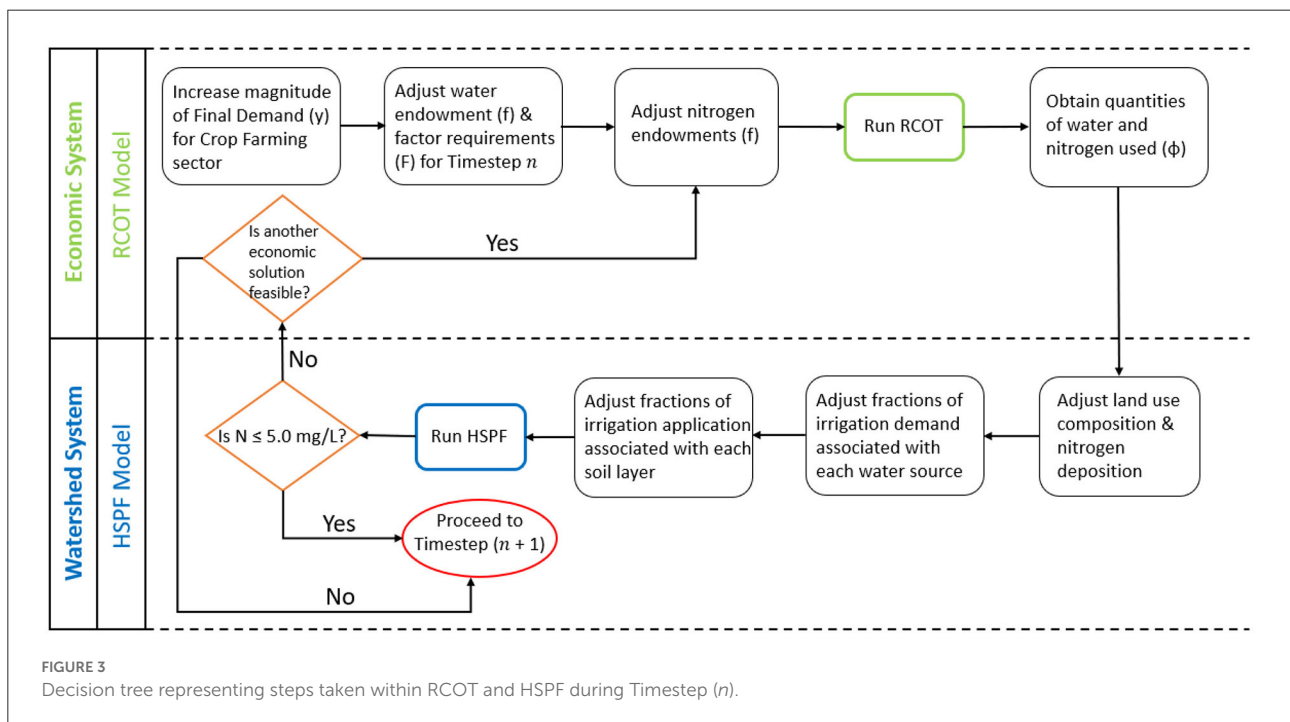 Economic System
RCOT Model
Increase magnitude
of Final Demand (y)
for Crop Farming
sector
Adjust water
endowment (f) &
factor requirements
(F) for Timestep n
Adjust nitrogen
endowments (f)
Run RCOT
Obtain quantities
of water and
nitrogen used (ϕ)
Is another
economic
solution
feasible?
Yes
No
Watershed System
HSPF Model
Is N ≤ 5.0 mg/L?
Run HSPF
Adjust fractions of
irrigation application
associated with each
soil layer
Adjust fractions of
irrigation demand
associated with
each water source
Adjust land use
composition &
nitrogen
deposition
Yes
Proceed to
Timestep (n + 1)
No
FIGURE 3
Decision tree representing steps taken within RCOT and HSPF during Timestep (n).